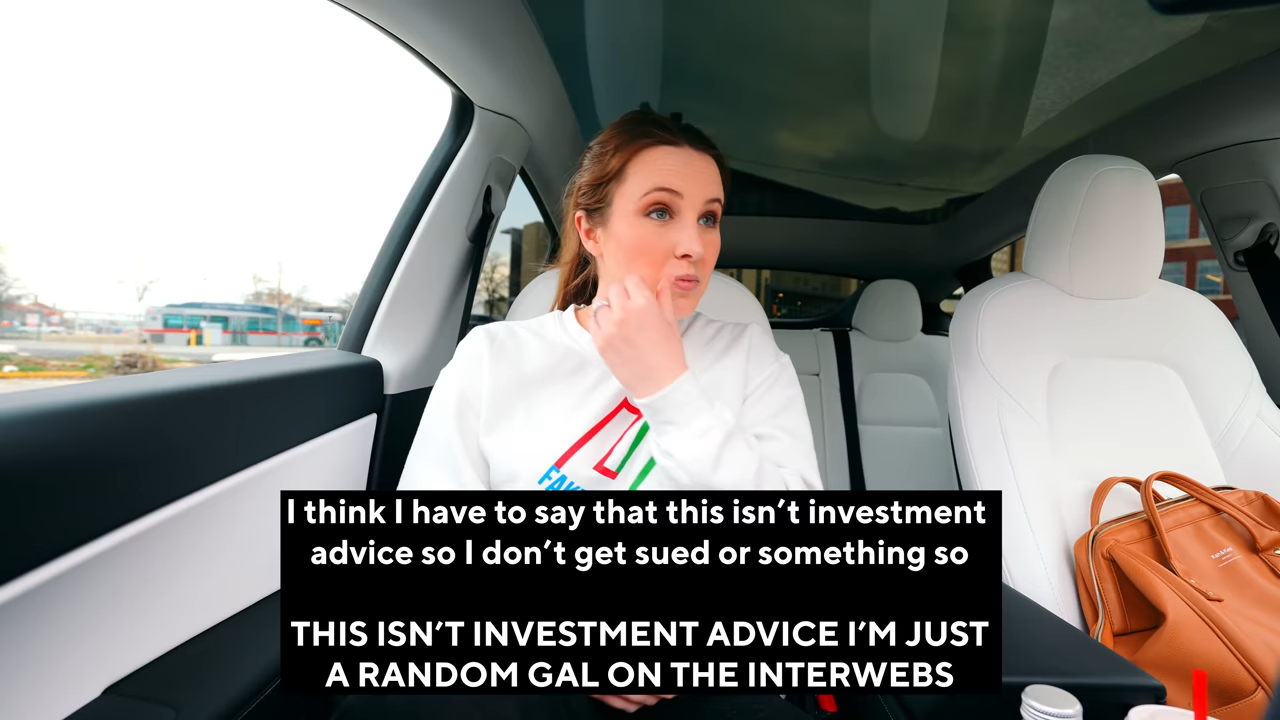 I think I have to say that this isn’t investment
advice so I don’t get sued or something so
THIS ISN’T INVESTMENT ADVICE I’M JUST
A RANDOM GAL ON THE INTERWEBS